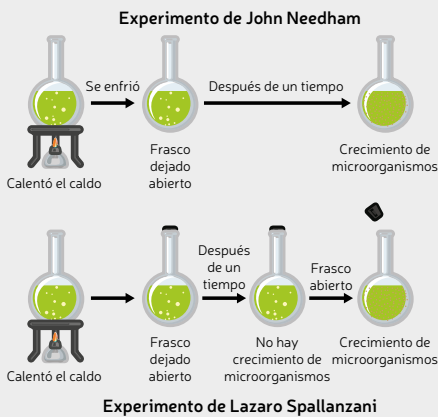 Experimento de John Needham
Se enfrió
Después de un tiempo
Calentó el caldo
Frasco
dejado
abierto
Crecimiento de
microorganismos
Después
de un
tiempo
Frasco
abierto
Calentó el caldo
Frasco
dejado
abierto
No hay
crecimiento de
microorganismos
Crecimiento de
microorganismos
Experimento de Lazaro Spallanzani